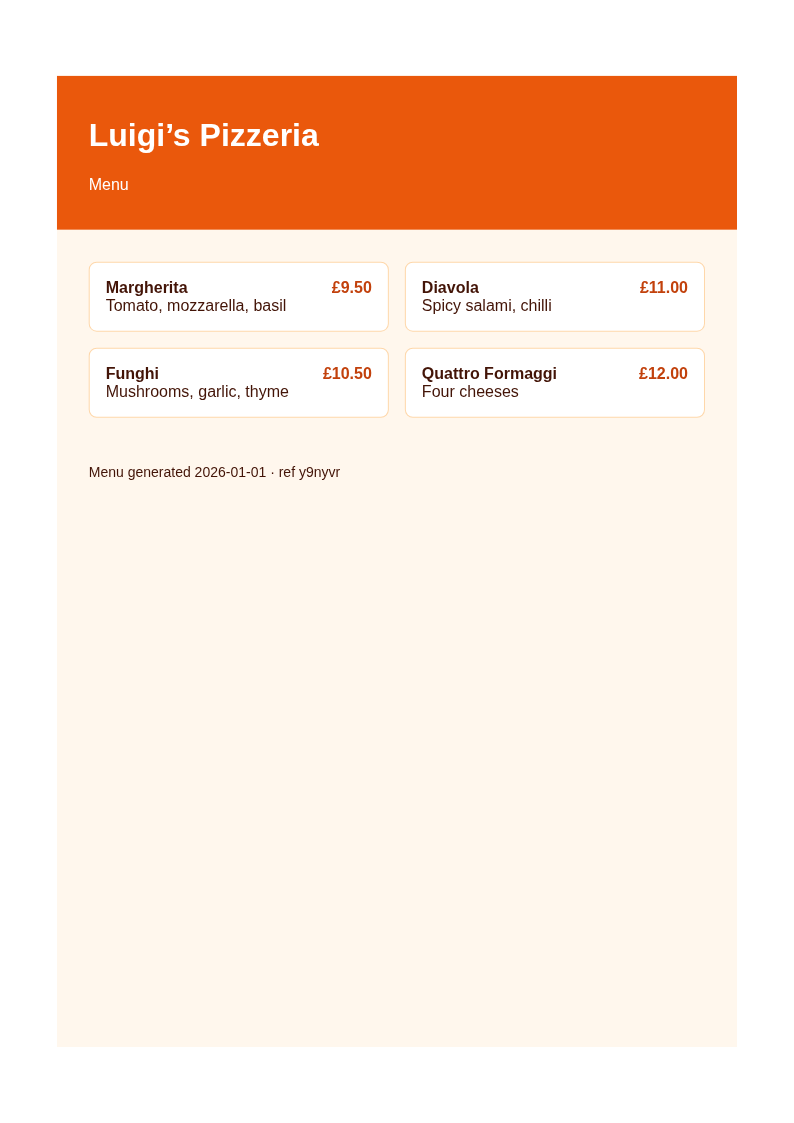 Luigi’s Pizzeria
Menu
Margherita £9.50
Tomato, mozzarella, basil
Diavola £11.00
Spicy salami, chilli
Funghi £10.50
Mushrooms, garlic, thyme
Quattro Formaggi £12.00
Four cheeses
Menu generated 2026-01-01 · ref y9nyvr